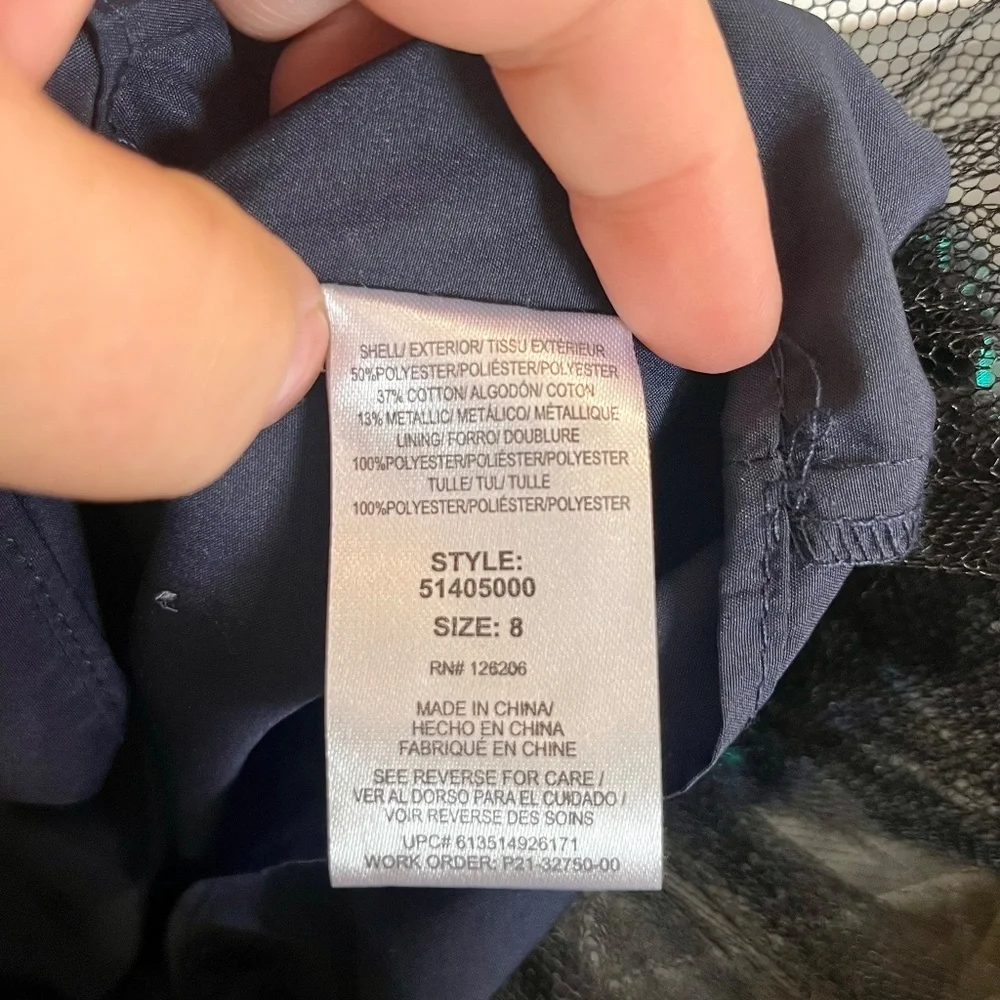 SHELL/ EXTERIOR/ TISSU EXTÉRIEUR
50%POLYESTER/POLIÉSTER/POLYESTER
37% COTTON/ ALGODÓN/ COTON
13% METALLIC/ METÁLICO/ MÉTALLIQUE
LINING/ FORRO/ DOUBLURE
100%POLYESTER/POLIÉSTER/POLYESTER
TULLE/ TUL/ TULLE
100%POLYESTER/POLIÉSTER/POLYESTER
STYLE:
51405000
SIZE: 8
RN# 126206
MADE IN CHINA/
HECHO EN CHINA
FABRIQUÉ EN CHINE
SEE REVERSE FOR CARE /
VER AL DORSO PARA EL CUIDADO /
VOIR REVERSE DES SOINS
UPC# 613514926171
WORK ORDER: P21-32750-00